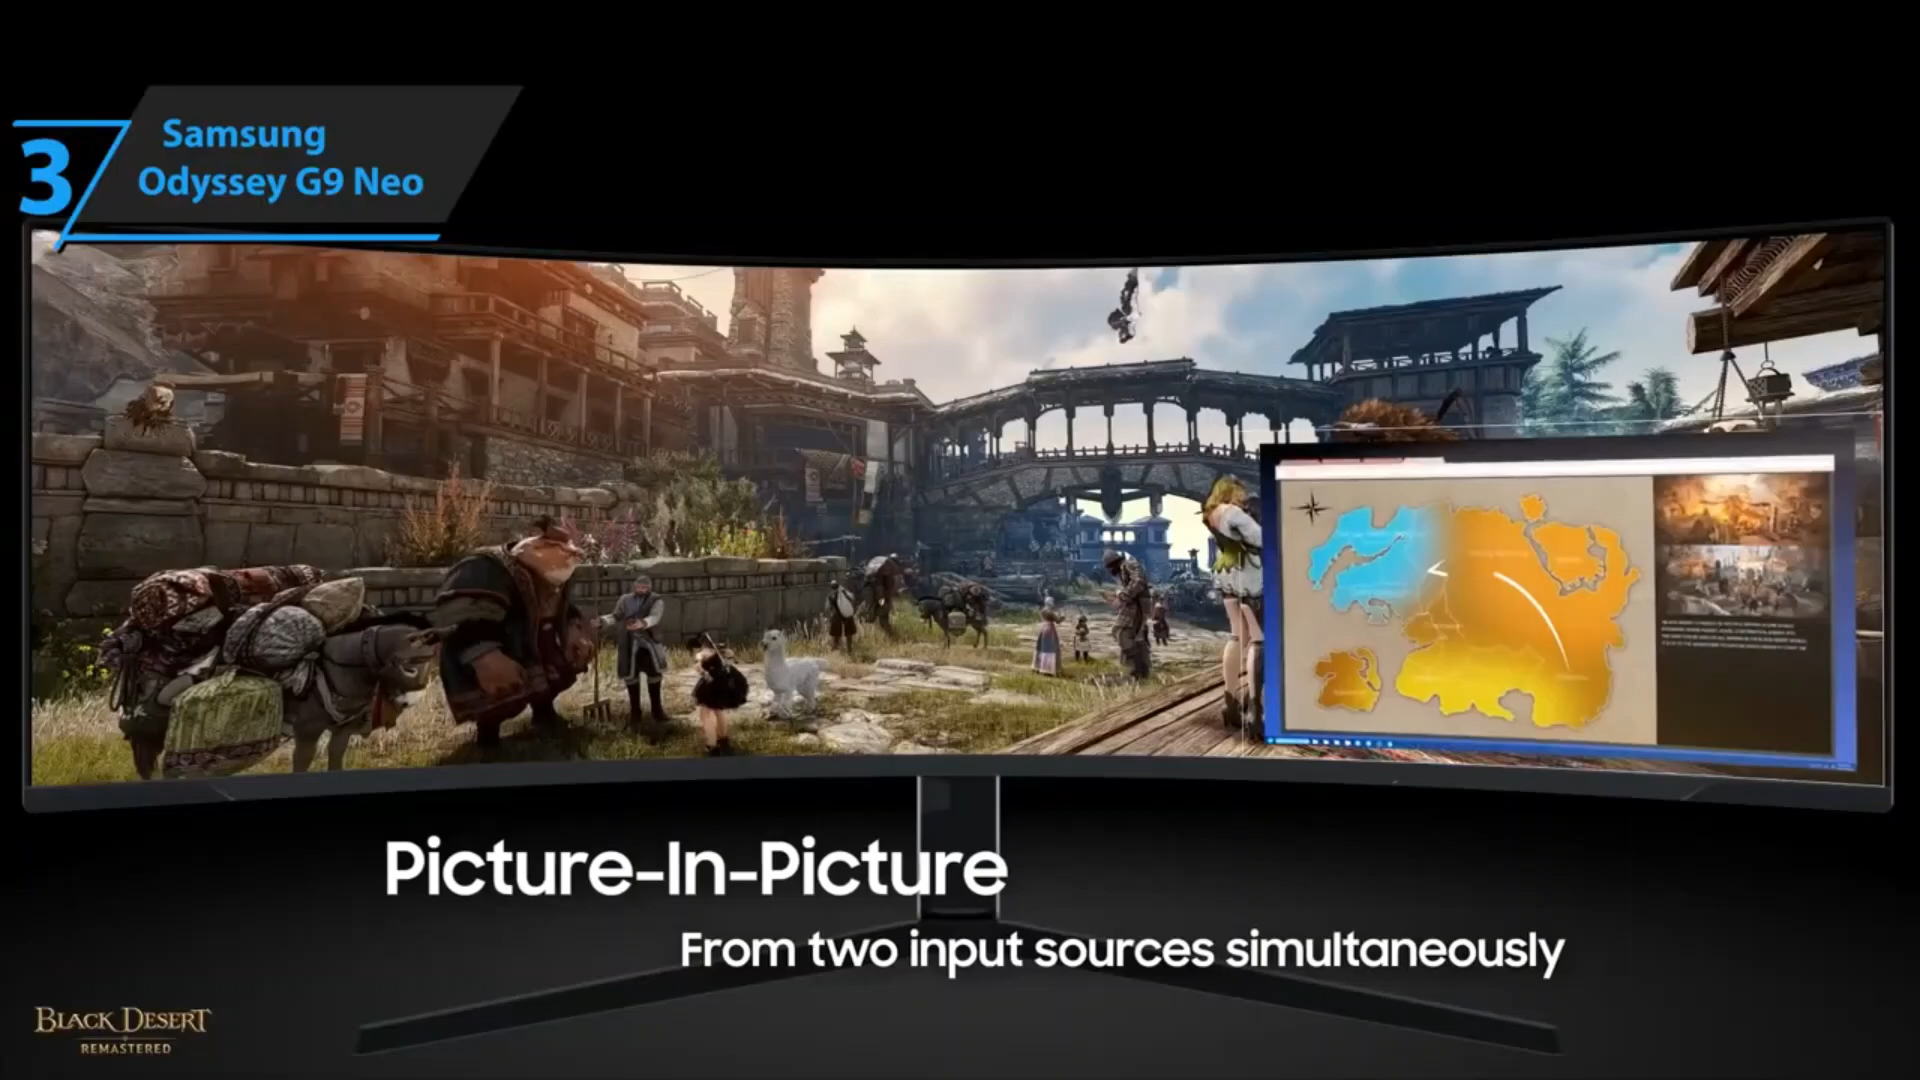 3
Samsung
Odyssey G9 Neo
Picture-In-Picture
From two input sources simultaneously
BLACK DESERT
REMASTERED